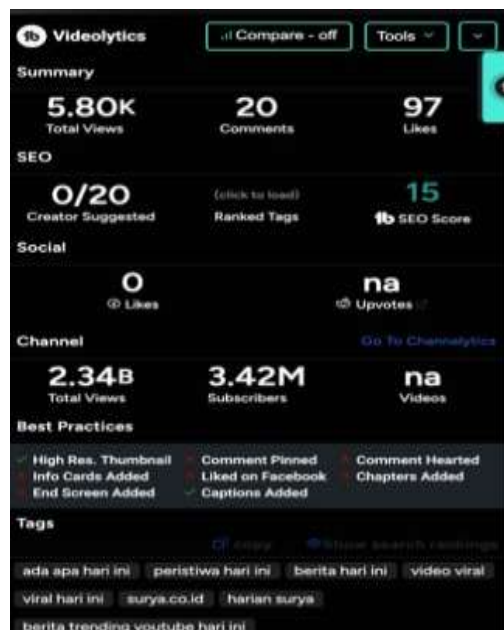 tb Videolytics Compare - off Tools
Summary
5.80K 20 97
Total Views Comments Likes
SEO
0/20 (click to load) 15
Creator Suggested Ranked Tags tb SEO Score
Social
0 na
Likes Upvotes
Channel Go To Channelytics
2.34B 3.42M na
Total Views Subscribers Videos
Best Practices
High Res. Thumbnail Comment Pinned Comment Hearted
Info Cards Added Liked on Facebook Chapters Added
End Screen Added Captions Added
Tags
copy Show search rankings
ada apa hari ini peristiwa hari ini berita hari ini video viral
viral hari ini surya.co.id harian surya
berita trending youtube hari ini